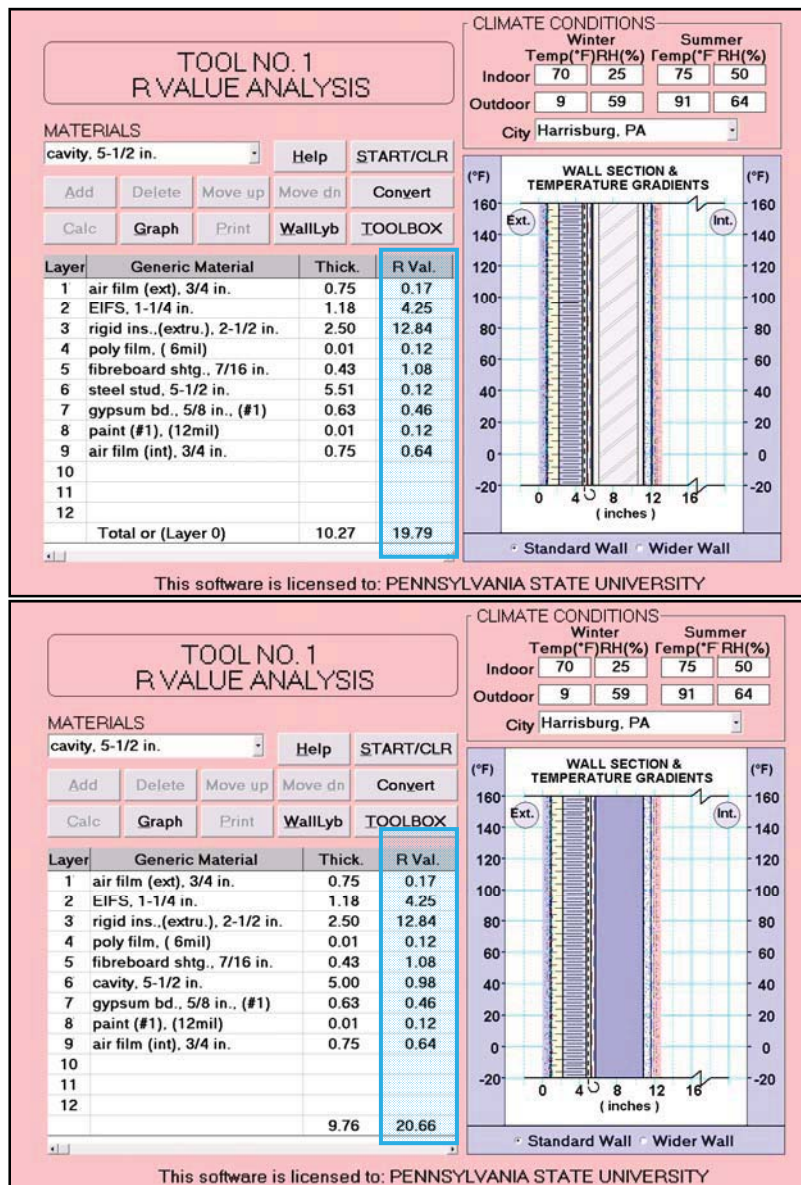 TOOL NO. 1
R VALUE ANALYSIS
CLIMATE CONDITIONS
Winter Summer
Temp(°F) RH(%) Temp(°F RH(%)
Indoor 70 25 75 50
Outdoor 9 59 91 64
City Harrisburg, PA
MATERIALS
cavity, 5-1/2 in.
Help START/CLR
Add Delete Move up Move dn Convert
Calc Graph Print WallLyb TOOLBOX
Layer Generic Material Thick. R Val.
1 air film (ext), 3/4 in. 0.75 0.17
2 EIFS, 1-1/4 in. 1.18 4.25
3 rigid ins.,(extru.), 2-1/2 in. 2.50 12.84
4 poly film, ( 6mil) 0.01 0.12
5 fibreboard shtg., 7/16 in. 0.43 1.08
6 steel stud, 5-1/2 in. 5.51 0.12
7 gypsum bd., 5/8 in., (#1) 0.63 0.46
8 paint (#1), (12mil) 0.01 0.12
9 air film (int), 3/4 in. 0.75 0.64
10
11
12
Total or (Layer 0) 10.27 19.79
(°F) WALL SECTION & (°F)
TEMPERATURE GRADIENTS
160 160
Ext. Int.
140 140
120 120
100 100
80 80
60 60
40 40
20 20
0 0
-20 -20
0 4 8 12 16
( inches )
Standard Wall Wider Wall
This software is licensed to: PENNSYLVANIA STATE UNIVERSITY
TOOL NO. 1
R VALUE ANALYSIS
CLIMATE CONDITIONS
Winter Summer
Temp(°F) RH(%) Temp(°F RH(%)
Indoor 70 25 75 50
Outdoor 9 59 91 64
City Harrisburg, PA
MATERIALS
cavity, 5-1/2 in.
Help START/CLR
Add Delete Move up Move dn Convert
Calc Graph Print WallLyb TOOLBOX
Layer Generic Material Thick. R Val.
1 air film (ext), 3/4 in. 0.75 0.17
2 EIFS, 1-1/4 in. 1.18 4.25
3 rigid ins.,(extru.), 2-1/2 in. 2.50 12.84
4 poly film, ( 6mil) 0.01 0.12
5 fibreboard shtg., 7/16 in. 0.43 1.08
6 cavity, 5-1/2 in. 5.00 0.98
7 gypsum bd., 5/8 in., (#1) 0.63 0.46
8 paint (#1), (12mil) 0.01 0.12
9 air film (int), 3/4 in. 0.75 0.64
10
11
12
9.76 20.66
(°F) WALL SECTION & (°F)
TEMPERATURE GRADIENTS
160 160
Ext. Int.
140 140
120 120
100 100
80 80
60 60
40 40
20 20
0 0
-20 -20
0 4 8 12 16
( inches )
Standard Wall Wider Wall
This software is licensed to: PENNSYLVANIA STATE UNIVERSITY